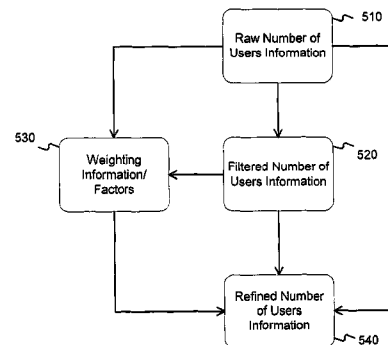 510
Raw Number of
Users Information
530
520
Weighting
Information/
Factors
Filtered Number of
Users Information
Refined Number
of Users
Information
540